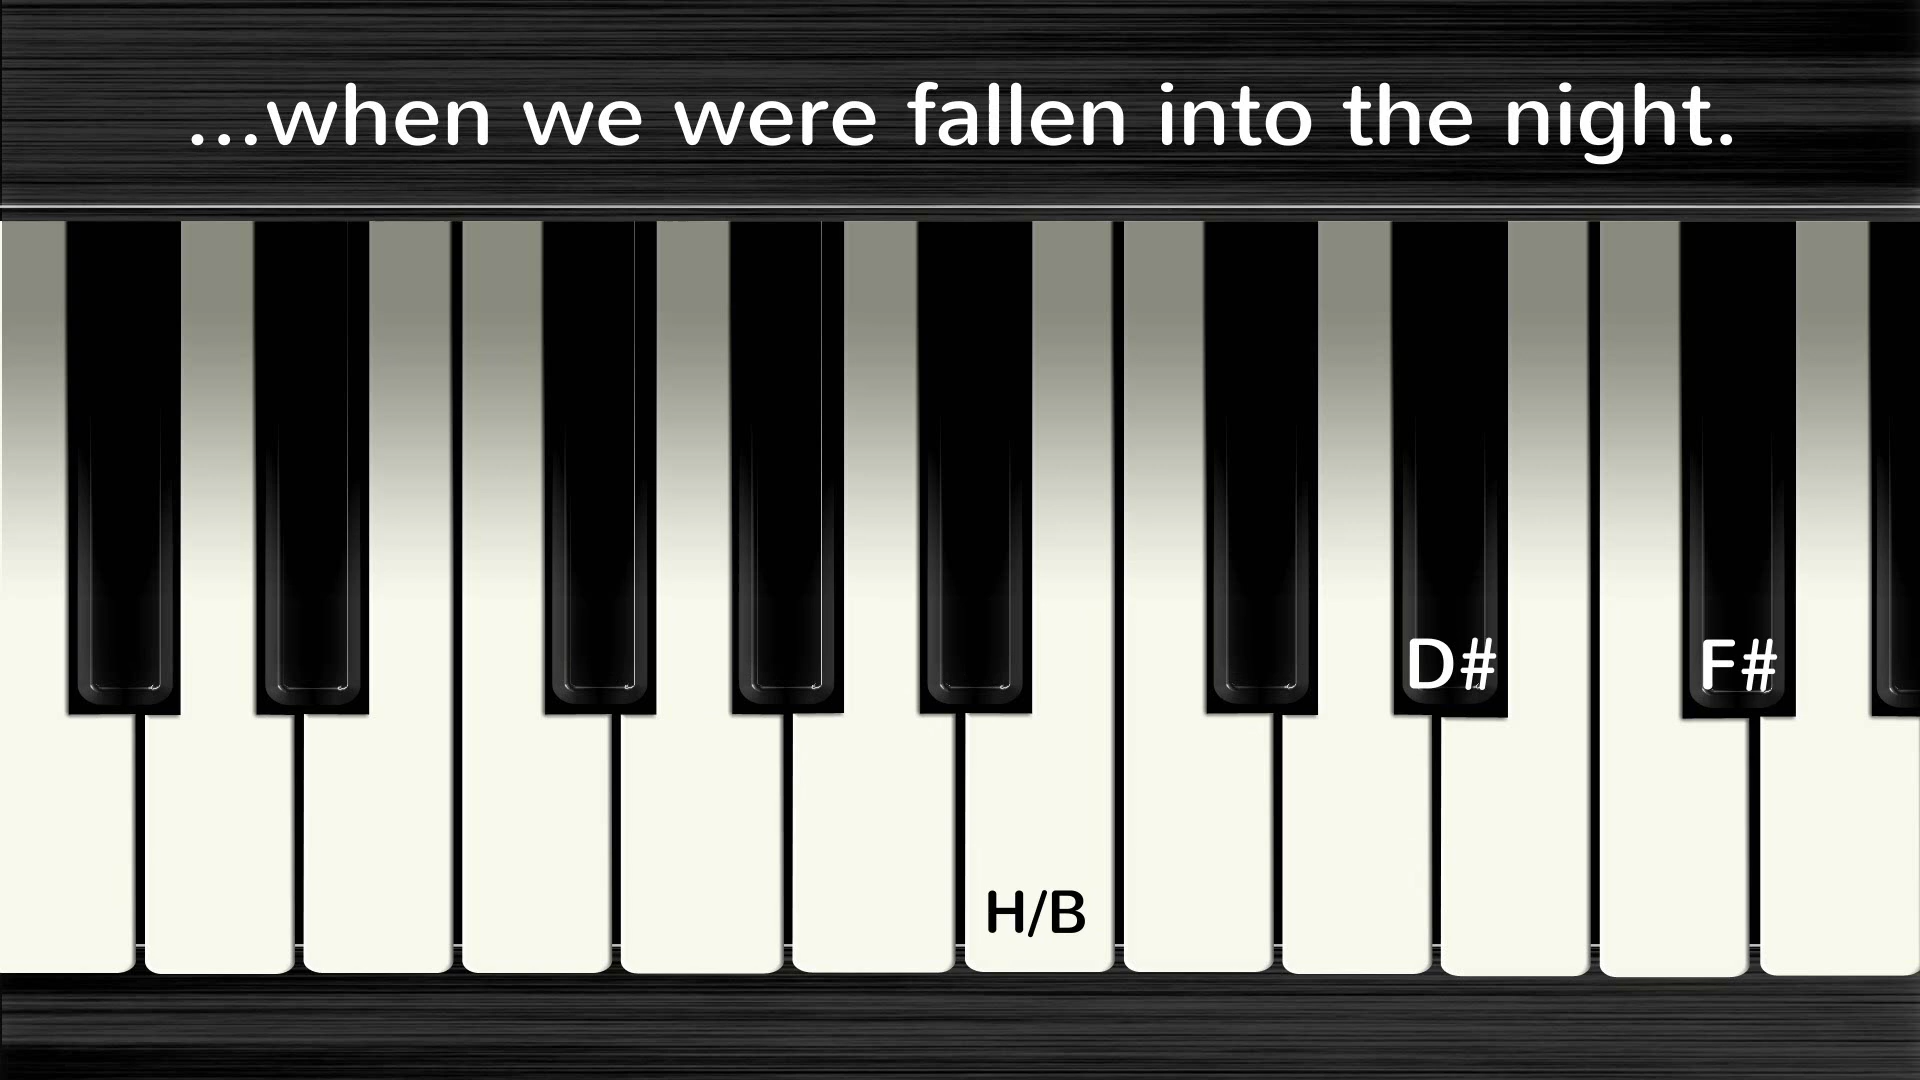 ...when we were fallen into the night.
D# F#
H/B